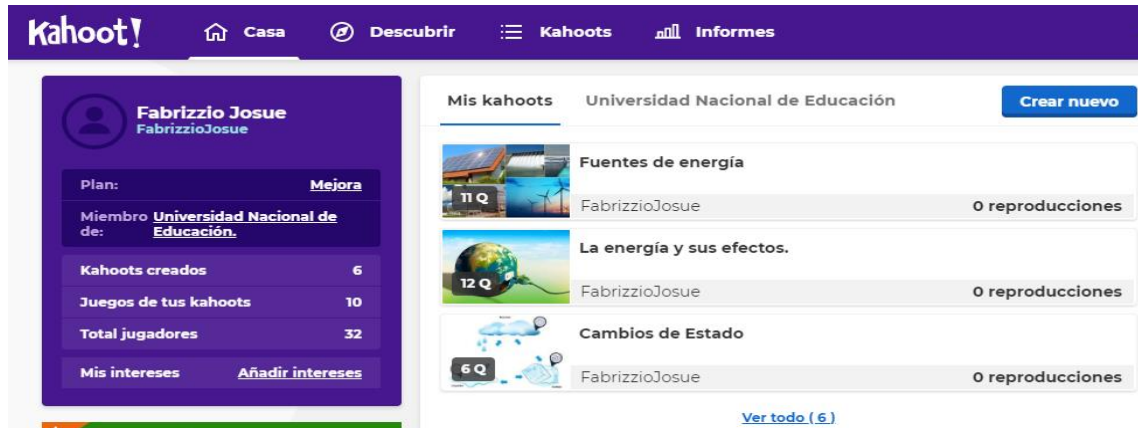 Kahoot! Casa Descubrir Kahoots Informes
Fabrizzio Josue
FabrizzioJosue
Plan: Mejora
Miembro de: Universidad Nacional de Educación.
Kahoots creados 6
Juegos de tus kahoots 10
Total jugadores 32
Mis intereses Añadir intereses
Mis kahoots Universidad Nacional de Educación Crear nuevo
Fuentes de energía
11 Q
FabrizzioJosue 0 reproducciones
La energía y sus efectos.
12 Q
FabrizzioJosue 0 reproducciones
Cambios de Estado
6 Q
FabrizzioJosue 0 reproducciones
Ver todo ( 6 )